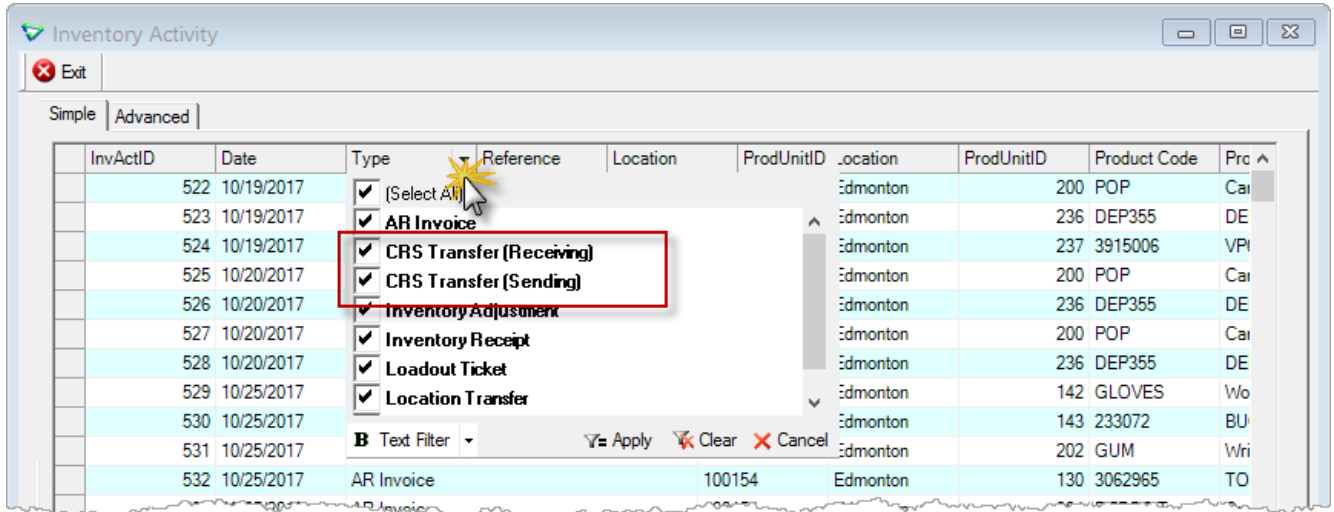 Inventory Activity
Exit
Simple Advanced
InvActID Date Type Reference Location ProdUnitID Location ProdUnitID Product Code
522 10/19/2017 (Select All) Edmonton 200 POP Car
523 10/19/2017 AR Invoice Edmonton 236 DEP355 DE
524 10/19/2017 CRS Transfer (Receiving) Edmonton 237 3915006
525 10/20/2017 CRS Transfer (Sending) Edmonton 200 POP Car
526 10/20/2017 Inventory Adjustment Edmonton 236 DEP355 DE
527 10/20/2017 Inventory Receipt Edmonton 200 POP Car
528 10/20/2017 Loadout Ticket Edmonton 236 DEP355 DE
529 10/25/2017 Location Transfer Edmonton 142 GLOVES Wo
530 10/25/2017 Edmonton 143 233072 BU
B Text Filter Apply Clear Cancel
531 10/25/2017 Edmonton 202 GUM Wri
532 10/25/2017 AR Invoice 100154 Edmonton 130 3062965 TO